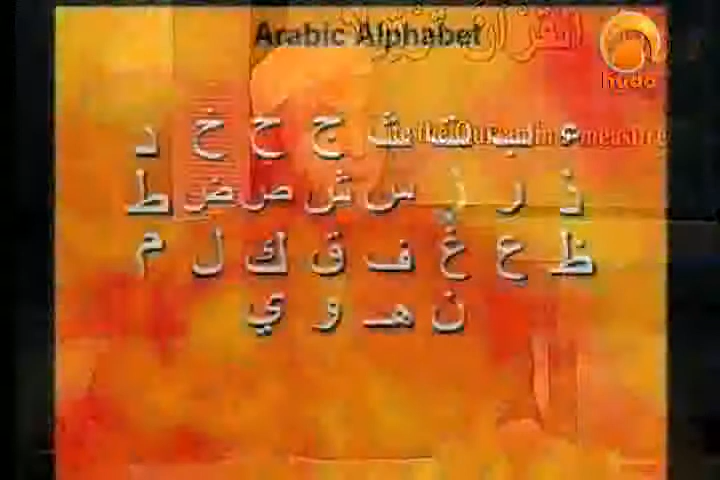 Arabic Alphabet
huda
ء ب ت ث ج ح خ د
ذ ر ز س ش ص ض ط
ظ ع غ ف ق ك ل م
ن هـ و ي